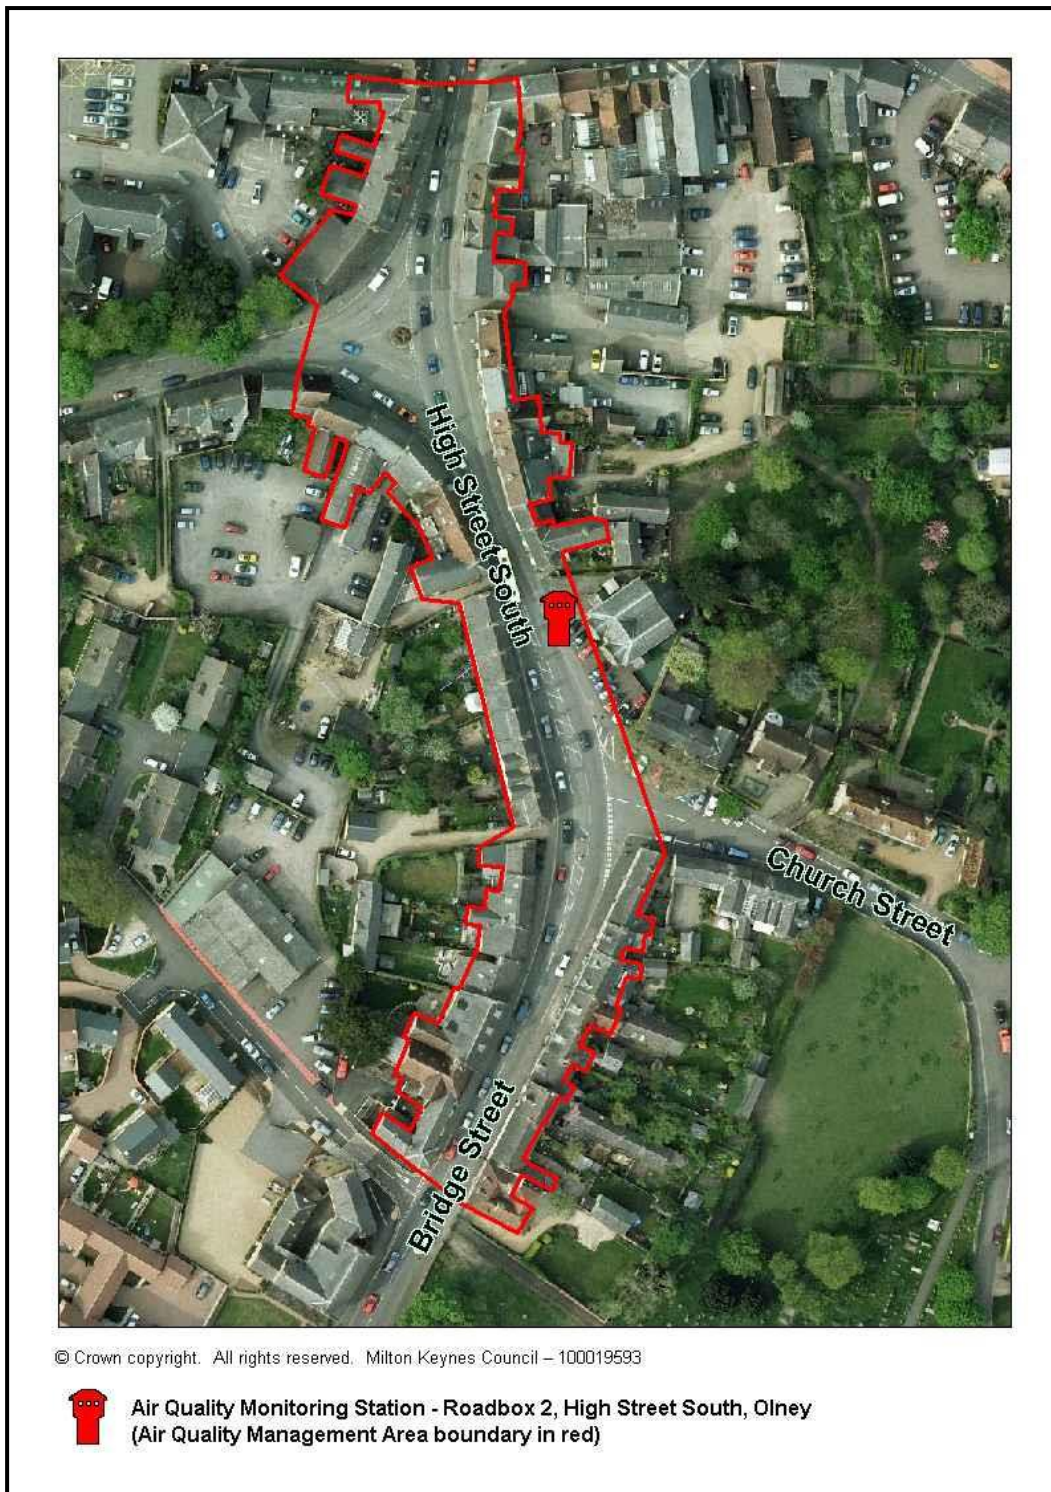 High Street South
Church Street
Bridge Street
© Crown copyright. All rights reserved. Milton Keynes Council – 100019593
Air Quality Monitoring Station - Roadbox 2, High Street South, Olney
(Air Quality Management Area boundary in red)